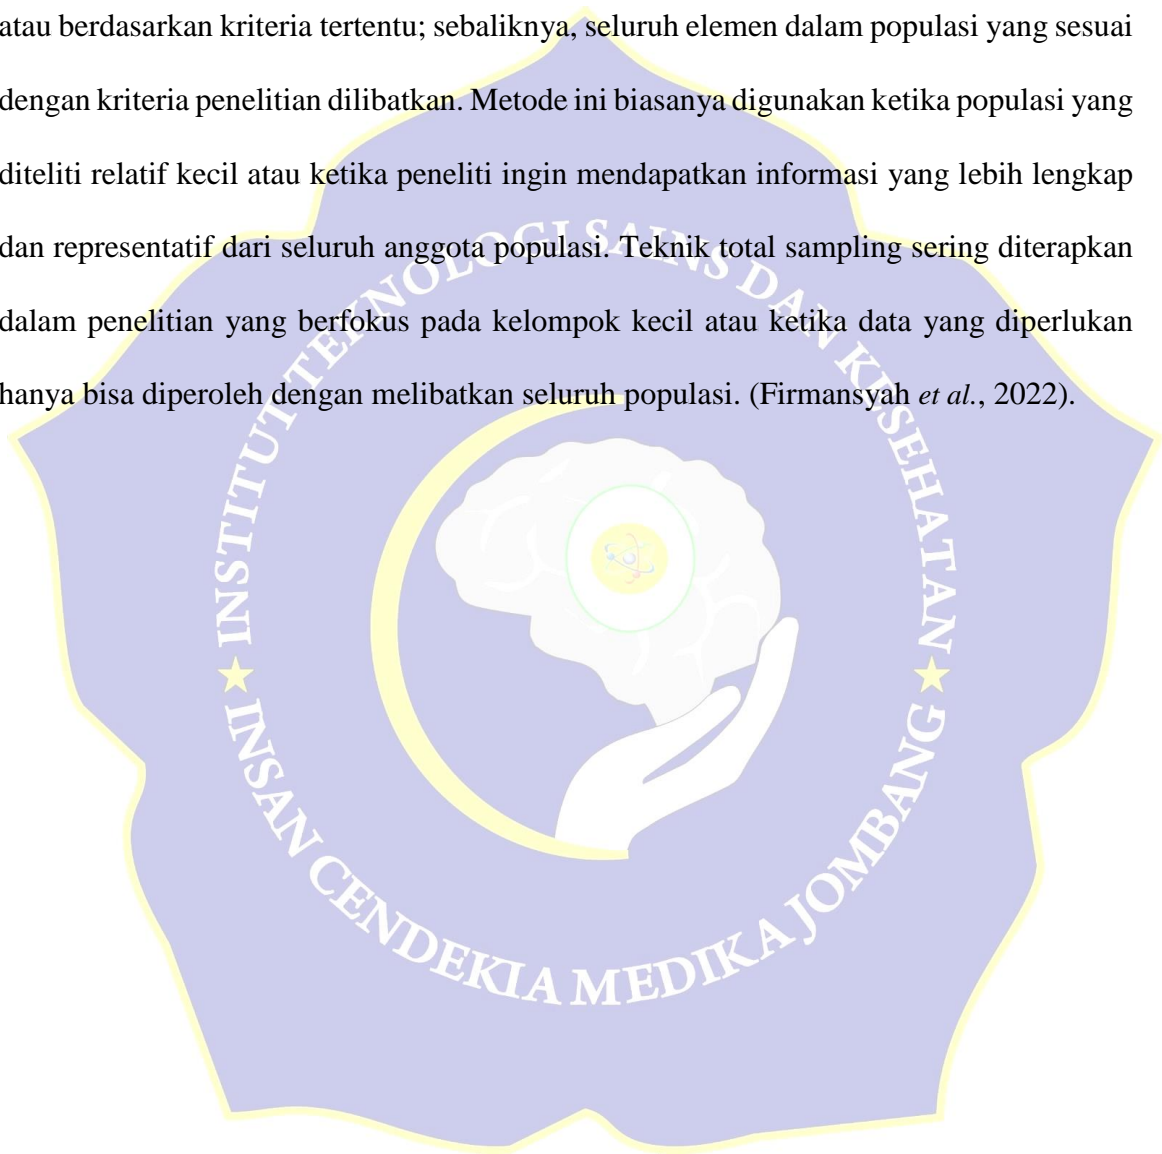 atau berdasarkan kriteria tertentu; sebaliknya, seluruh elemen dalam populasi yang sesuai
dengan kriteria penelitian dilibatkan. Metode ini biasanya digunakan ketika populasi yang
diteliti relatif kecil atau ketika peneliti ingin mendapatkan informasi yang lebih lengkap
dan representatif dari seluruh anggota populasi. Teknik total sampling sering diterapkan
dalam penelitian yang berfokus pada kelompok kecil atau ketika data yang diperlukan
hanya bisa diperoleh dengan melibatkan seluruh populasi. (Firmansyah et al., 2022).
INSTITUT TEKNOLOGI SAINS DAN KESEHATAN
INSAN CENDEKIA MEDIKA JOMBANG